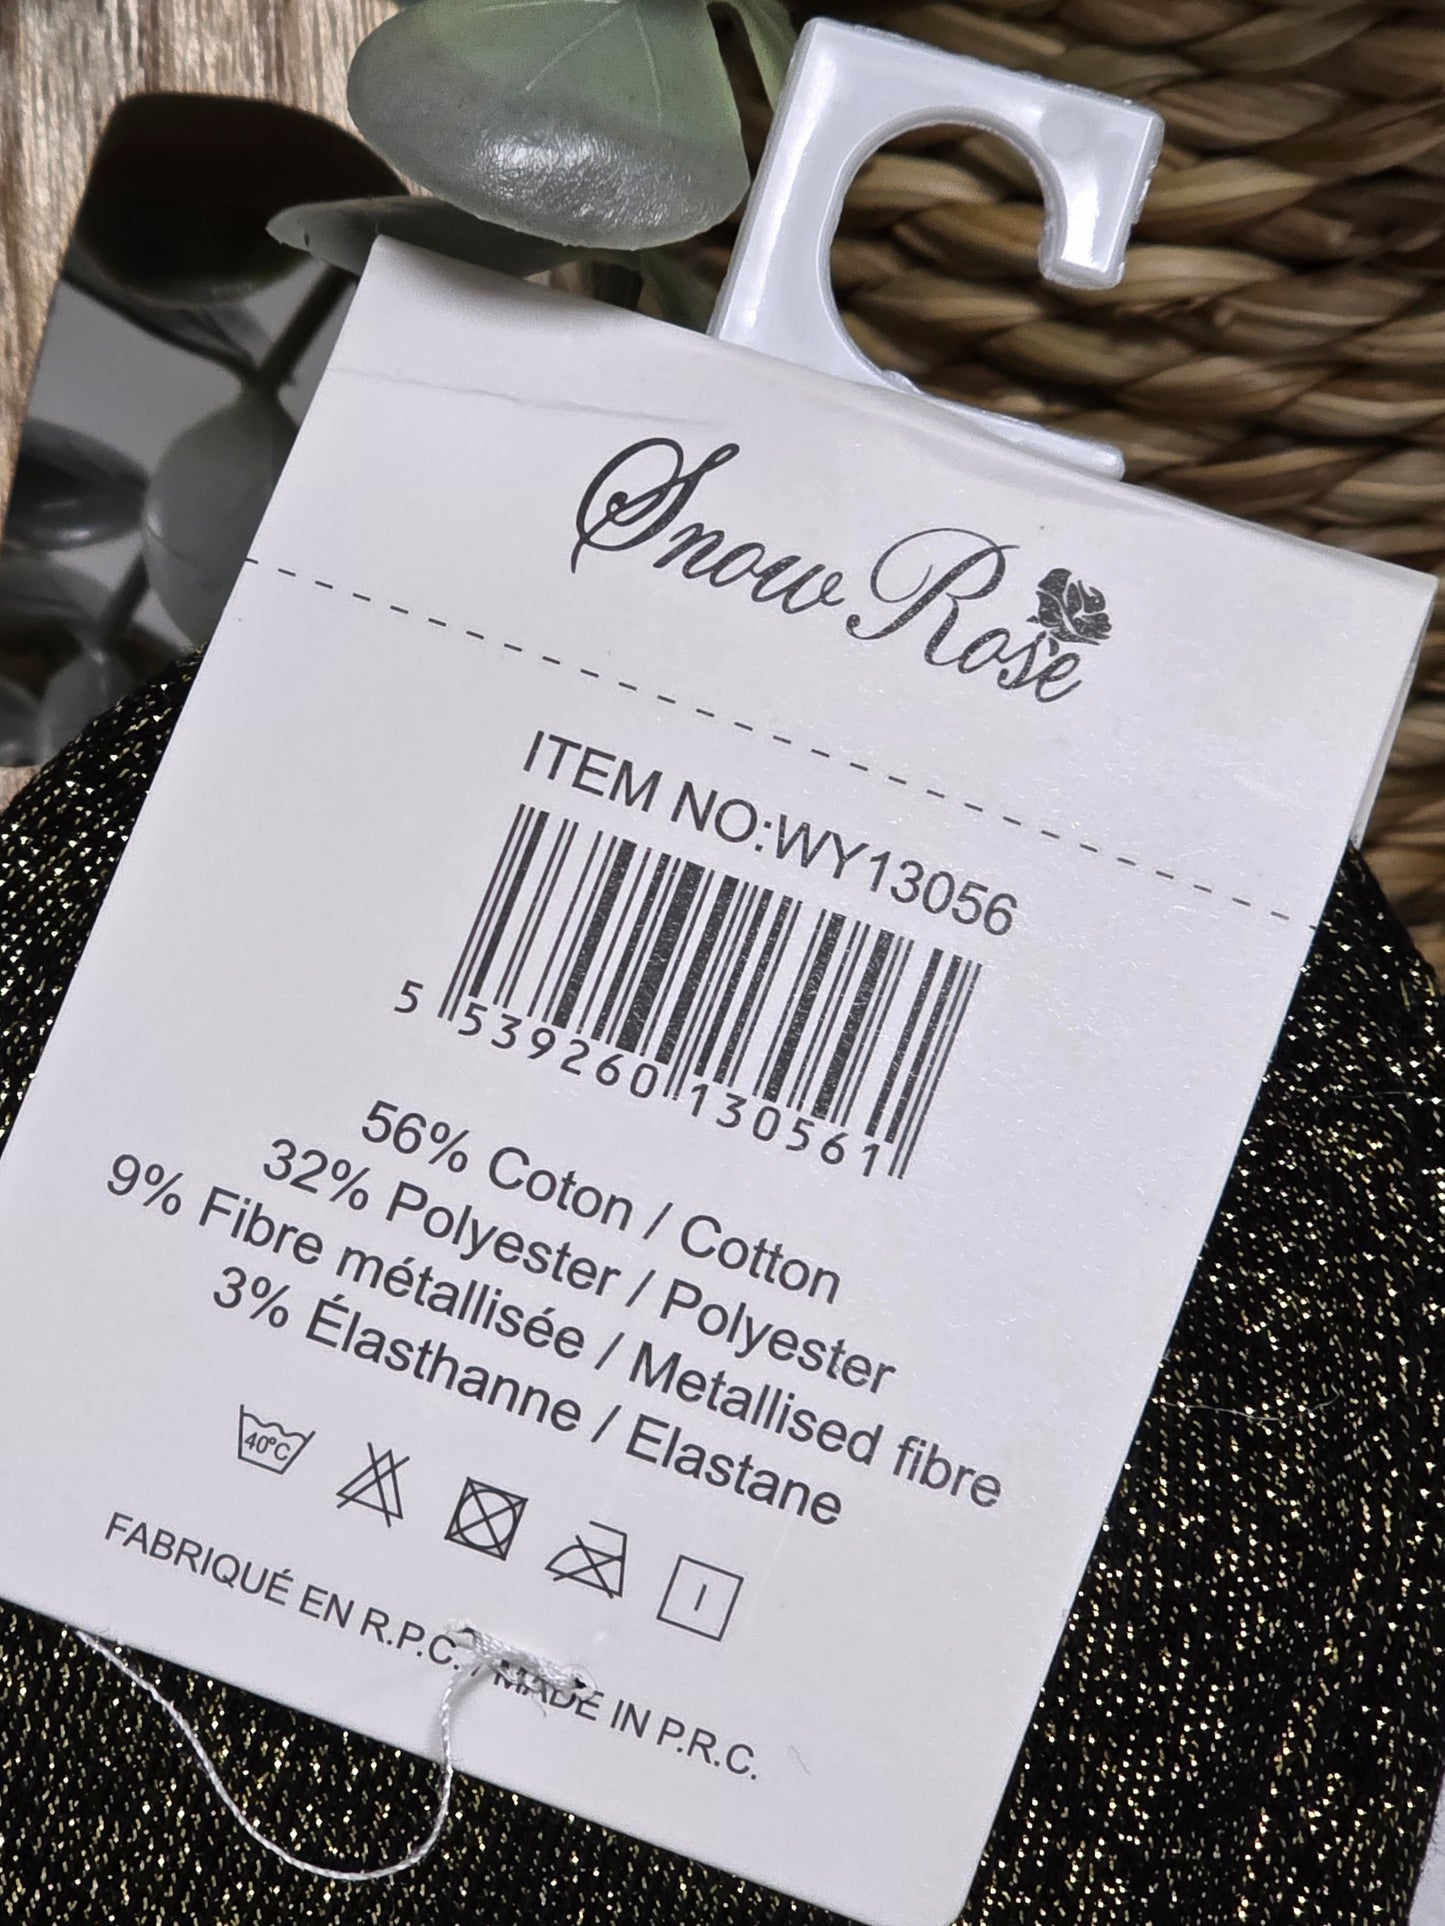 Snow Rose
ITEM NO:WY13056
5 539260 130561
56% Coton / Cotton
32% Polyester / Polyester
9% Fibre métallisée / Metallised fibre
3% Élasthanne / Elastane
40°C
FABRIQUÉ EN R.P.C. / MADE IN P.R.C.